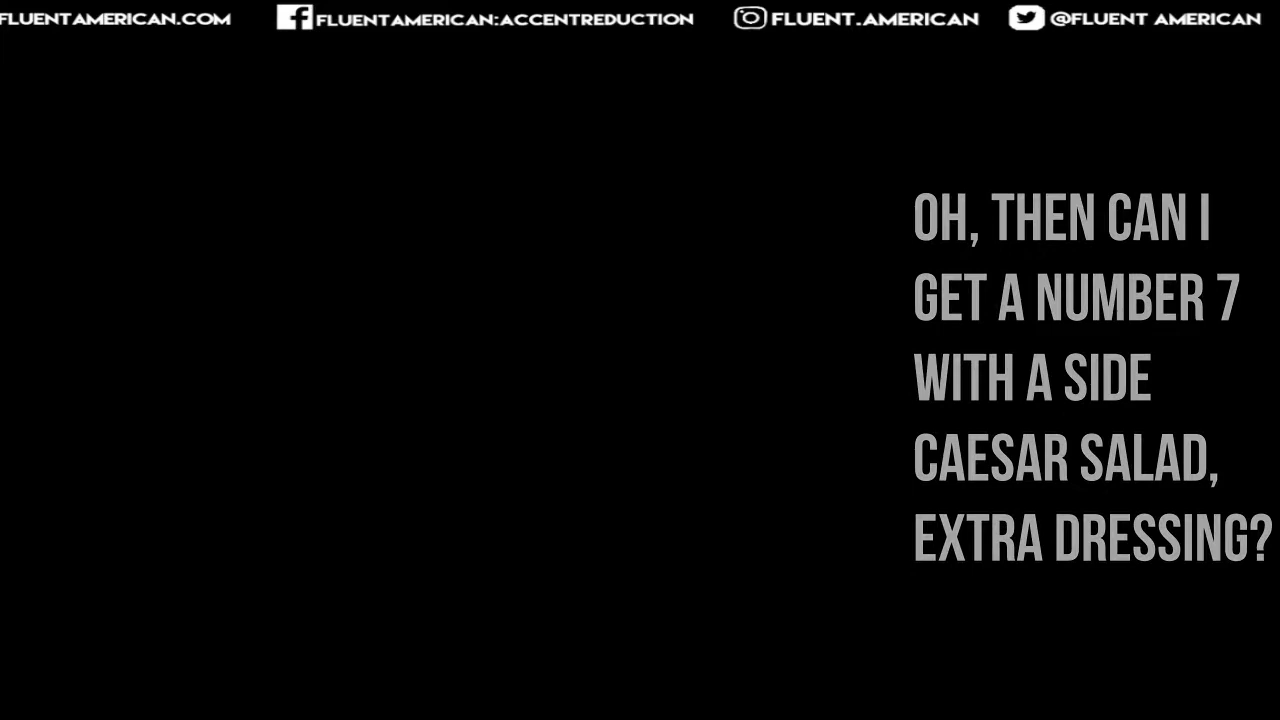 FLUENTAMERICAN.COM FLUENTAMERICAN:ACCENTREDUCTION FLUENT.AMERICAN @FLUENT AMERICAN
OH, THEN CAN I
GET A NUMBER 7
WITH A SIDE
CAESAR SALAD,
EXTRA DRESSING?